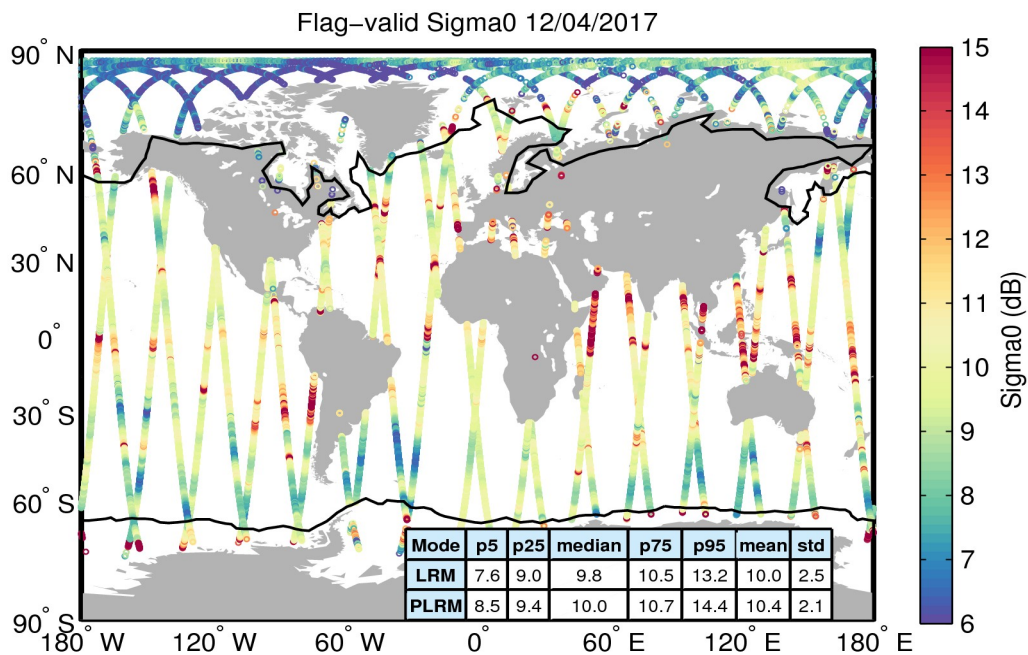 Flag−valid Sigma0 12/04/2017
90° N
60° N
30° N
0°
30° S
60° S
90° S
180° W
120° W
60° W
0°
60° E
120° E
180° E
Mode p5 p25 median p75 p95 mean std
LRM 7.6 9.0 9.8 10.5 13.2 10.0 2.5
PLRM 8.5 9.4 10.0 10.7 14.4 10.4 2.1
15
14
13
12
11
10
9
8
7
6
Sigma0 (dB)